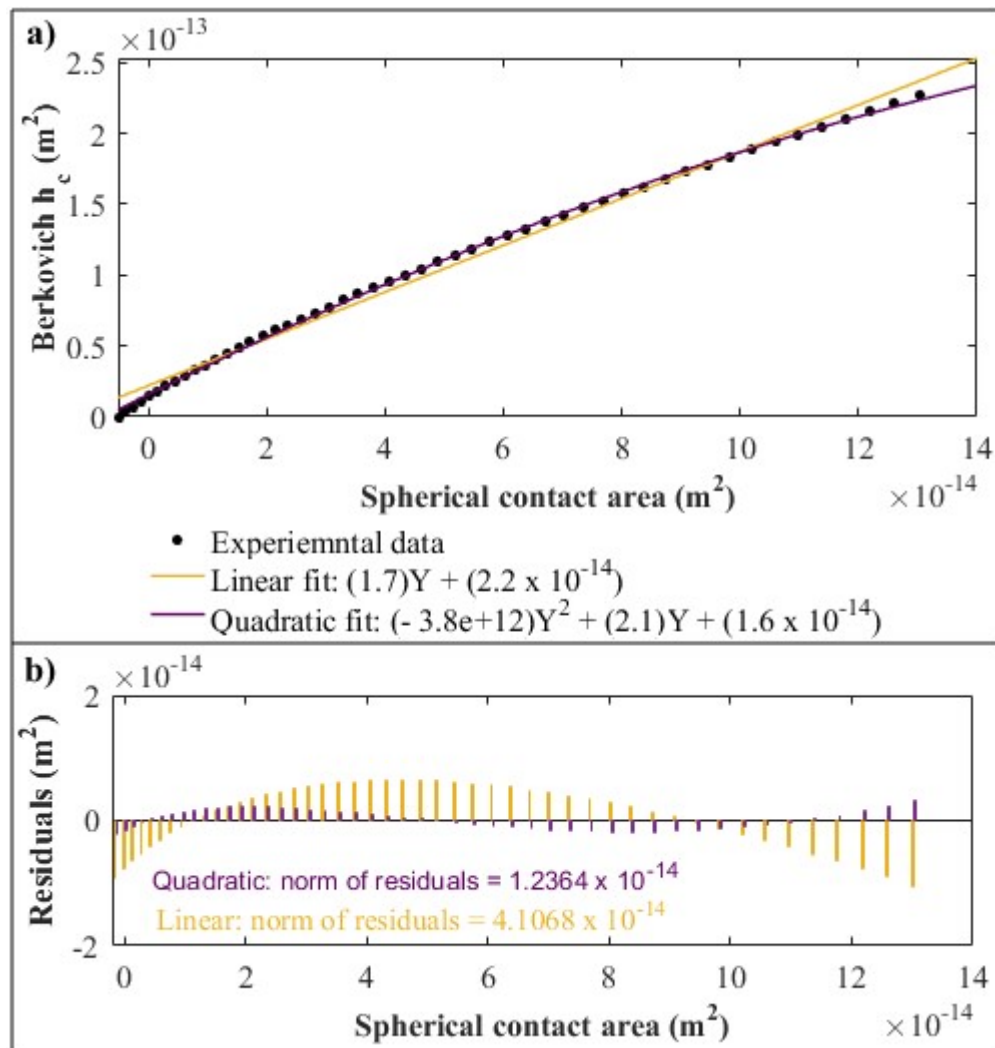 a)
×10⁻¹³
2.5
2
1.5
1
0.5
0
Berkovich h_c (m²)
0 2 4 6 8 10 12 14
Spherical contact area (m²) ×10⁻¹⁴
Experiemntal data
Linear fit: (1.7)Y + (2.2 x 10⁻¹⁴)
Quadratic fit: (- 3.8e+12)Y² + (2.1)Y + (1.6 x 10⁻¹⁴)
b)
×10⁻¹⁴
2
0
-2
Residuals (m²)
Quadratic: norm of residuals = 1.2364 x 10⁻¹⁴
Linear: norm of residuals = 4.1068 x 10⁻¹⁴
0 2 4 6 8 10 12 14
Spherical contact area (m²) ×10⁻¹⁴